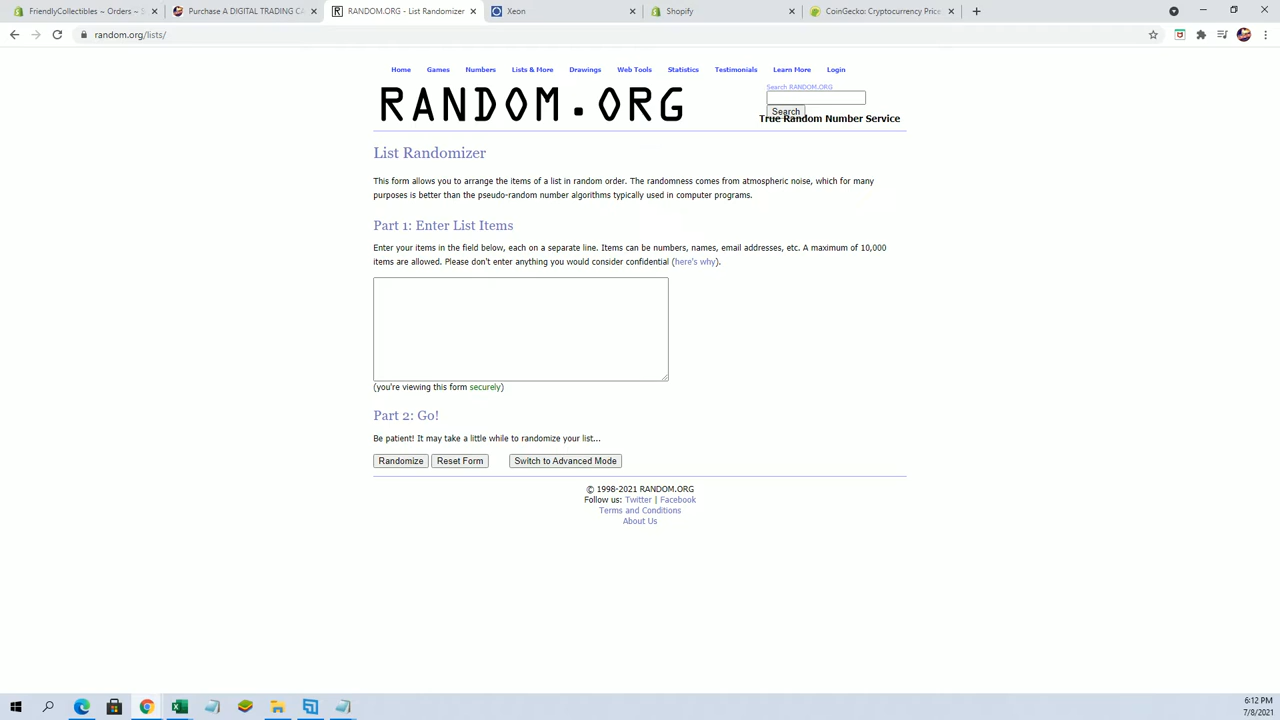 FriendlyCollectibles ~ Orders ~ S
Purchase A DIGITAL TRADING CA
RANDOM.ORG - List Randomizer
Xeon
Shopify
CoinGecko: Cryptocurrency Price
random.org/lists/
Home Games Numbers Lists & More Drawings Web Tools Statistics Testimonials Learn More Login
RANDOM.ORG
Search RANDOM.ORG
Search
True Random Number Service
List Randomizer
This form allows you to arrange the items of a list in random order. The randomness comes from atmospheric noise, which for many
purposes is better than the pseudo-random number algorithms typically used in computer programs.
Part 1: Enter List Items
Enter your items in the field below, each on a separate line. Items can be numbers, names, email addresses, etc. A maximum of 10,000
items are allowed. Please don't enter anything you would consider confidential (here's why).
(you're viewing this form securely)
Part 2: Go!
Be patient! It may take a little while to randomize your list...
Randomize Reset Form Switch to Advanced Mode
© 1998-2021 RANDOM.ORG
Follow us: Twitter | Facebook
Terms and Conditions
About Us
6:12 PM
7/8/2021